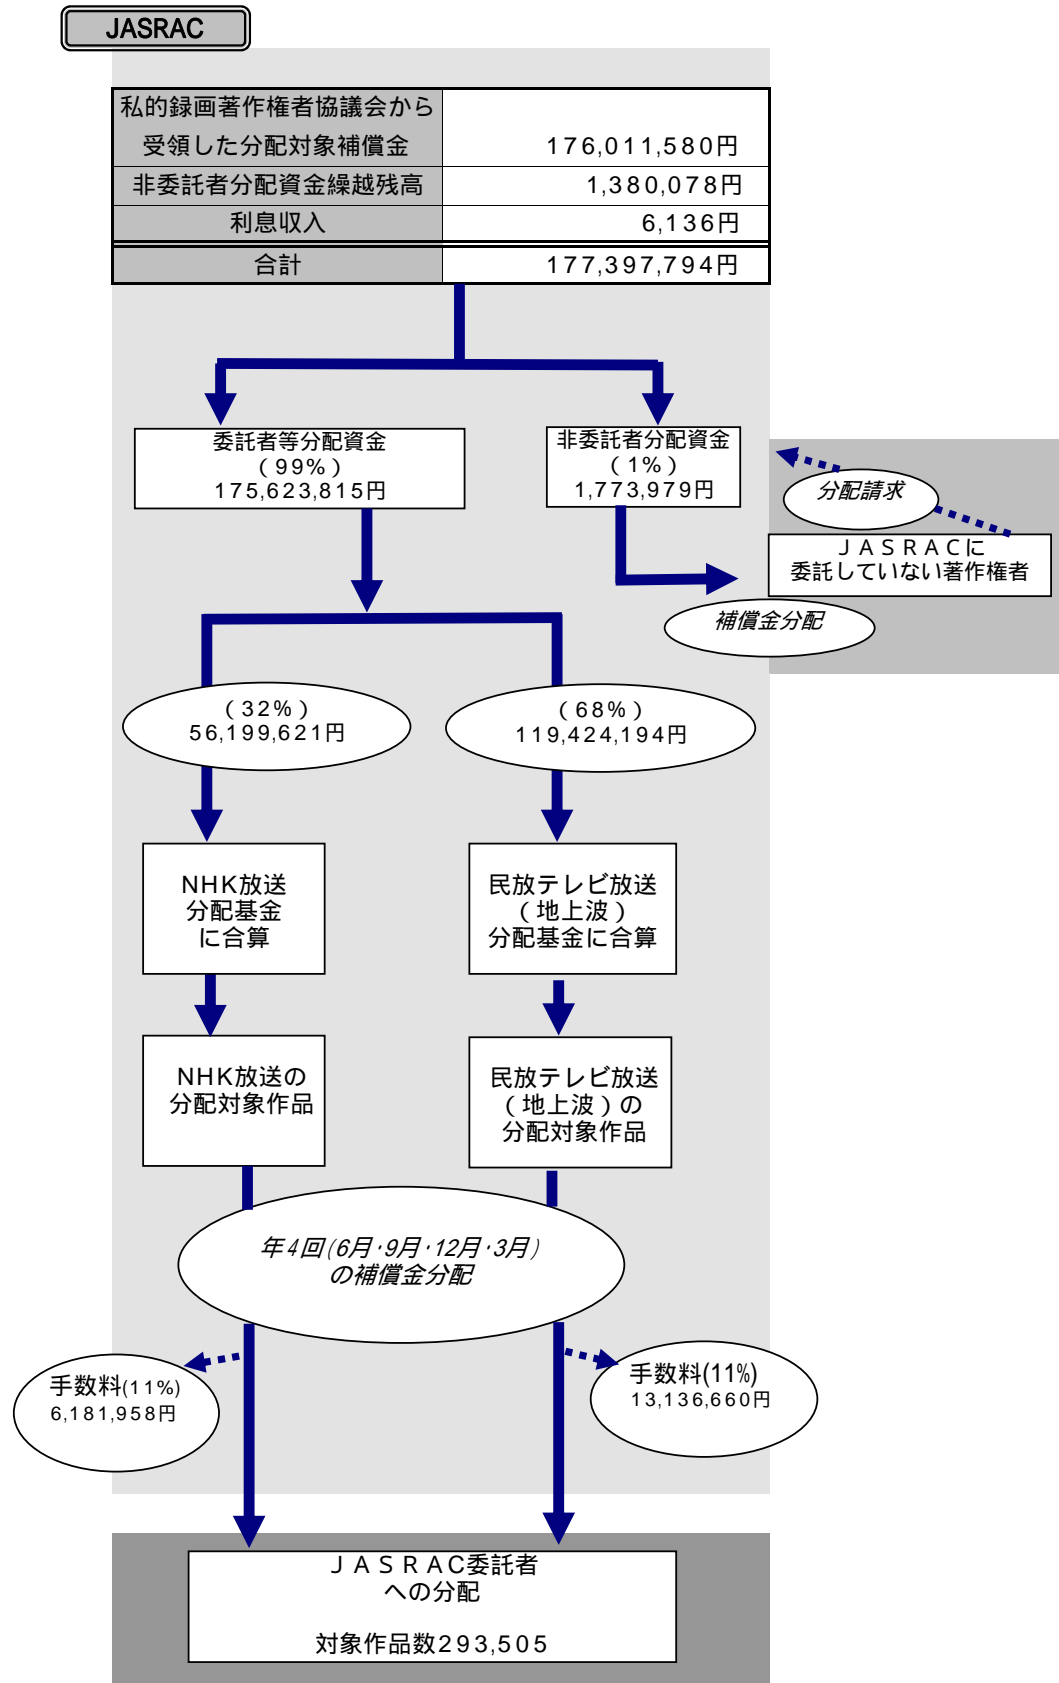 JASRAC
私的録画著作権者協議会から
受領した分配対象補償金 176,011,580円
非委託者分配資金繰越残高 1,380,078円
利息収入 6,136円
合計 177,397,794円
委託者等分配資金
(99%)
175,623,815円
非委託者分配資金
(1%)
1,773,979円
分配請求
JASRACに
委託していない著作権者
補償金分配
(32%)
56,199,621円
(68%)
119,424,194円
NHK放送
分配基金
に合算
民放テレビ放送
(地上波)
分配基金に合算
NHK放送の
分配対象作品
民放テレビ放送
(地上波)の
分配対象作品
年4回(6月･9月･12月･3月)
の補償金分配
手数料(11%)
6,181,958円
手数料(11%)
13,136,660円
JASRAC委託者
への分配
対象作品数293,505